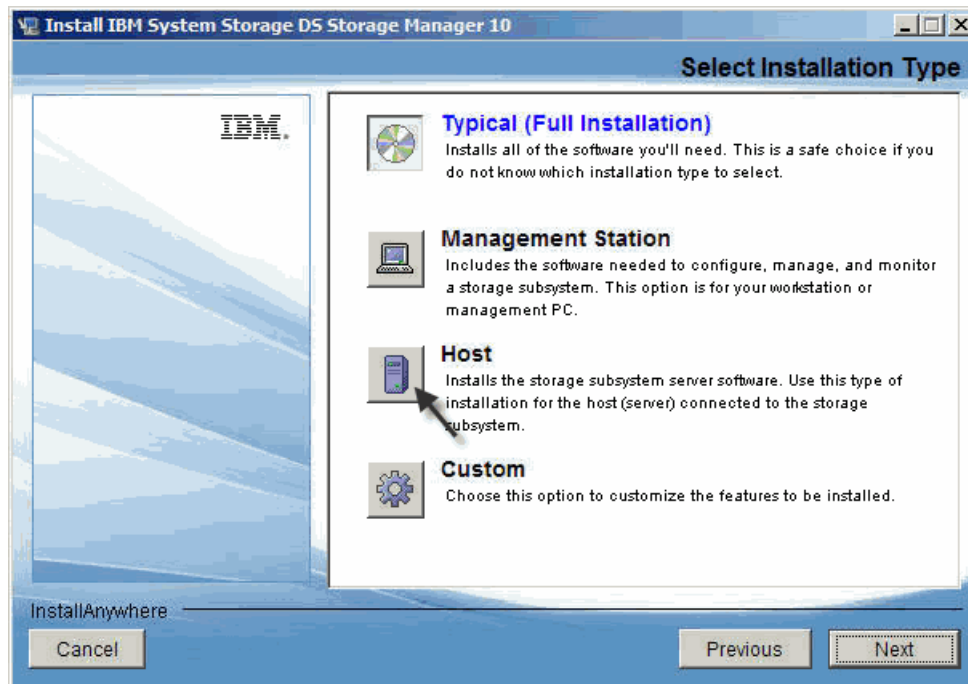 Install IBM System Storage DS Storage Manager 10
Select Installation Type
IBM.
Typical (Full Installation)
Installs all of the software you'll need. This is a safe choice if you
do not know which installation type to select.
Management Station
Includes the software needed to configure, manage, and monitor
a storage subsystem. This option is for your workstation or
management PC.
Host
Installs the storage subsystem server software. Use this type of
installation for the host (server) connected to the storage
subsystem.
Custom
Choose this option to customize the features to be installed.
InstallAnywhere
Cancel
Previous
Next